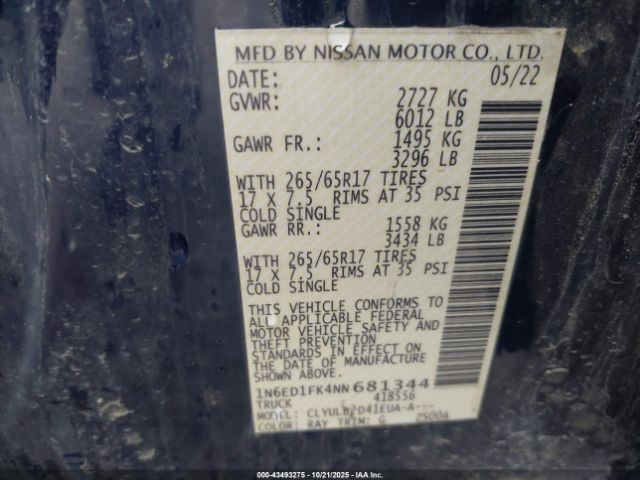 MFD BY NISSAN MOTOR CO., LTD.
DATE: 05/22
GVWR: 2727 KG
6012 LB
GAWR FR.: 1495 KG
3296 LB
WITH 265/65R17 TIRES
17 X 7.5 RIMS AT 35 PSI
COLD SINGLE
GAWR RR.: 1558 KG
3434 LB
WITH 265/65R17 TIRES
17 X 7.5 RIMS AT 35 PSI
COLD SINGLE
THIS VEHICLE CONFORMS TO
ALL APPLICABLE FEDERAL
MOTOR VEHICLE SAFETY AND
THEFT PREVENTION
STANDARDS IN EFFECT ON
THE DATE OF MANUFACTURE
SHOWN ABOVE.
1N6ED1FK4NN681344
TRUCK 418556
MODEL: CLYULB2D41EUA-A---
COLOR: RAY TRIM: G 2S00A
000-43493275 - 10/21/2025 - IAA Inc.